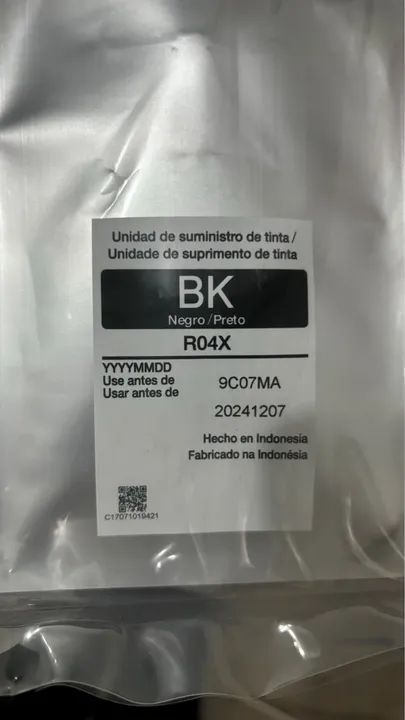 Unidad de suministro de tinta /
Unidade de suprimento de tinta
BK
Negro/Preto
R04X
YYYYMMDD
Use antes de
Usar antes de
9C07MA
20241207
Hecho en Indonesia
Fabricado na Indonésia
C17071019421